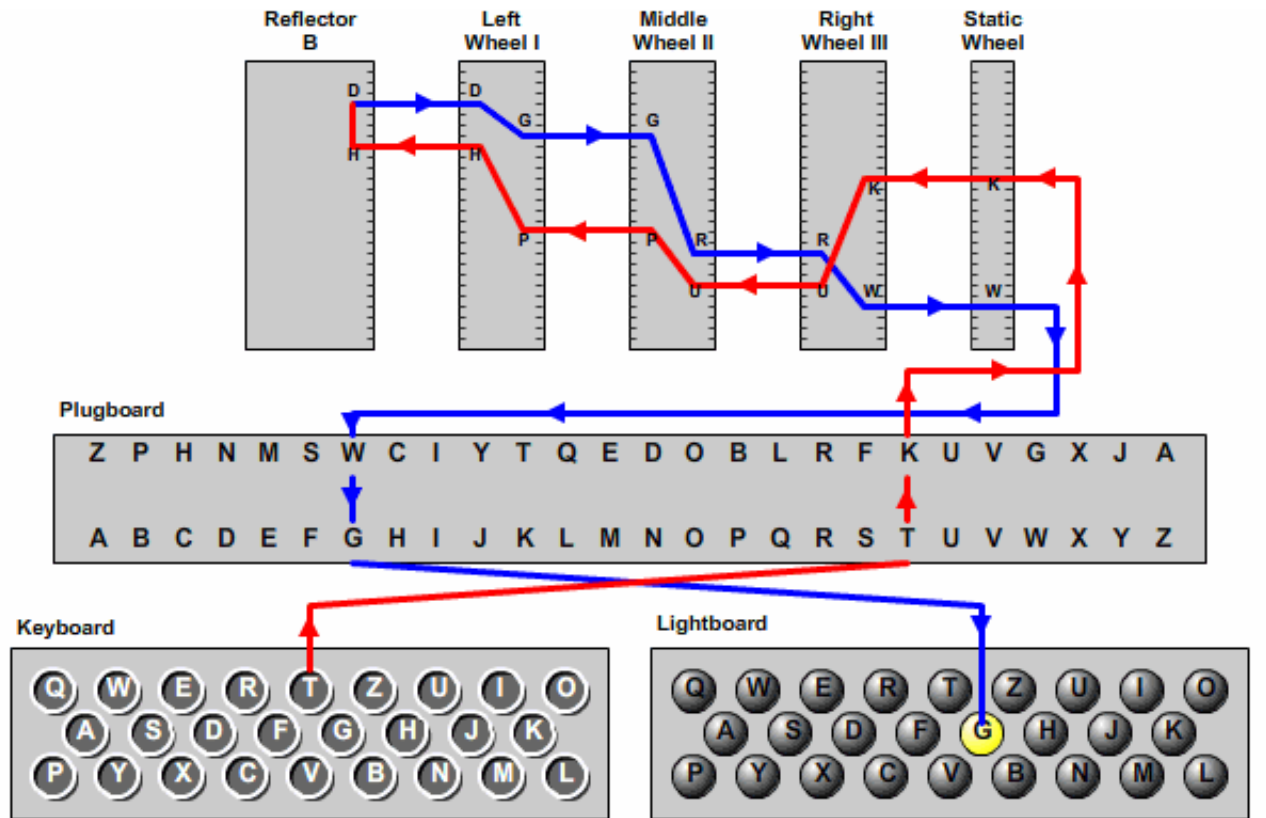 Reflector B
Left Wheel I
Middle Wheel II
Right Wheel III
Static Wheel
D D
G G
H H
K K
P P R R
U U W W
Plugboard
Z P H N M S W C I Y T Q E D O B L R F K U V G X J A
A B C D E F G H I J K L M N O P Q R S T U V W X Y Z
Keyboard
Q W E R T Z U I O
A S D F G H J K
P Y X C V B N M L
Lightboard
Q W E R T Z U I O
A S D F G H J K
P Y X C V B N M L